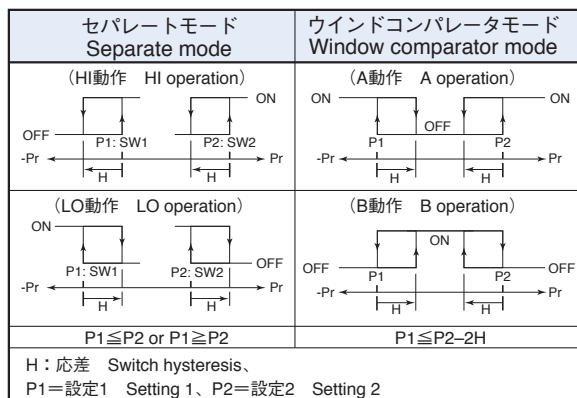 セパレートモード
Separate mode
ウインドコンパレータモード
Window comparator mode
（HI動作　HI operation）
ON
OFF
P1: SW1
P2: SW2
-Pr
Pr
H
H
（A動作　A operation）
ON
ON
OFF
P1
P2
-Pr
Pr
H
H
（LO動作　LO operation）
ON
P1: SW1
P2: SW2
OFF
-Pr
Pr
H
H
（B動作　B operation）
ON
OFF
OFF
P1
P2
-Pr
Pr
H
H
P1≦P2 or P1≧P2
P1≦P2–2H
H：応差　Switch hysteresis、
P1＝設定1　Setting 1、P2＝設定2　Setting 2